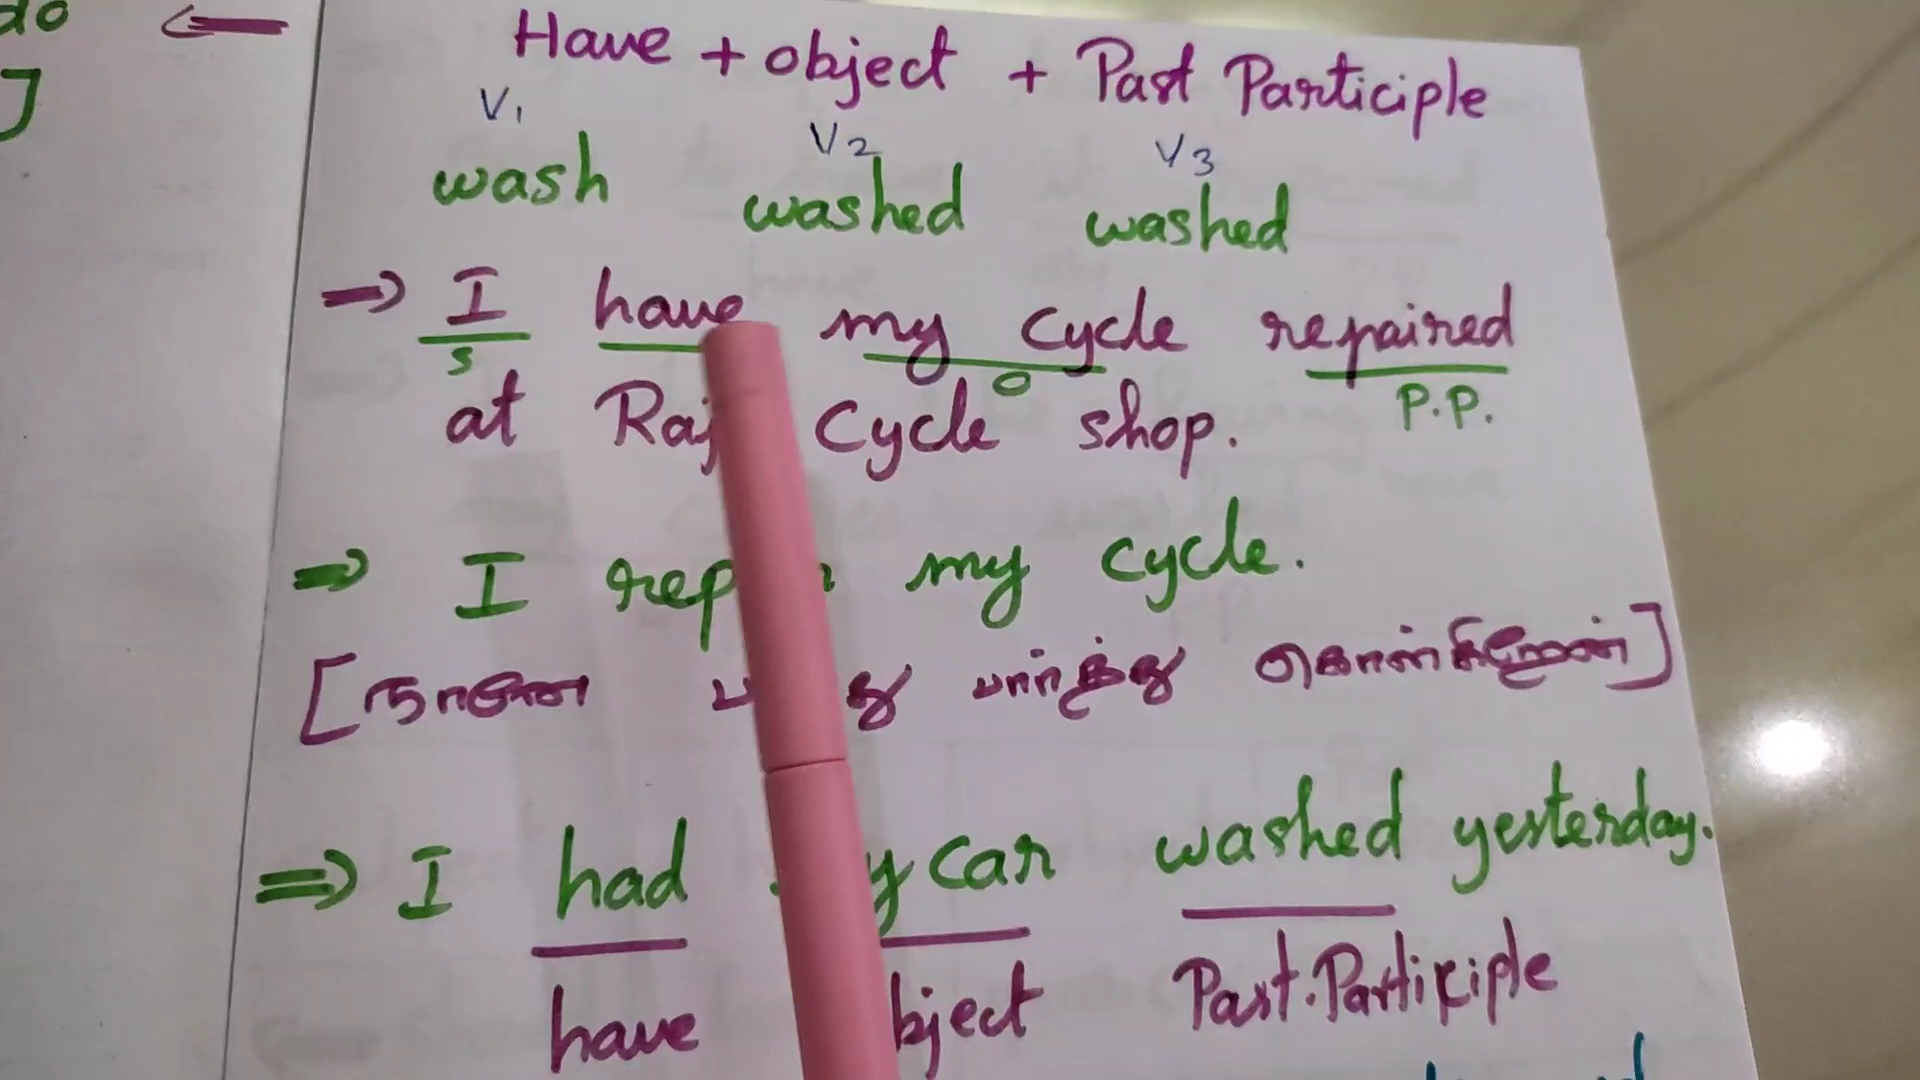 do
]
Have + object + Past Participle
V1 V2 V3
wash washed washed
⇒ I have my cycle repaired
S O P.P.
at Cycle shop.
⇒ I my cycle.
[நானே பார்த்து கொள்கிறேன்]
⇒ I had car washed yesterday.
have Past.Participle